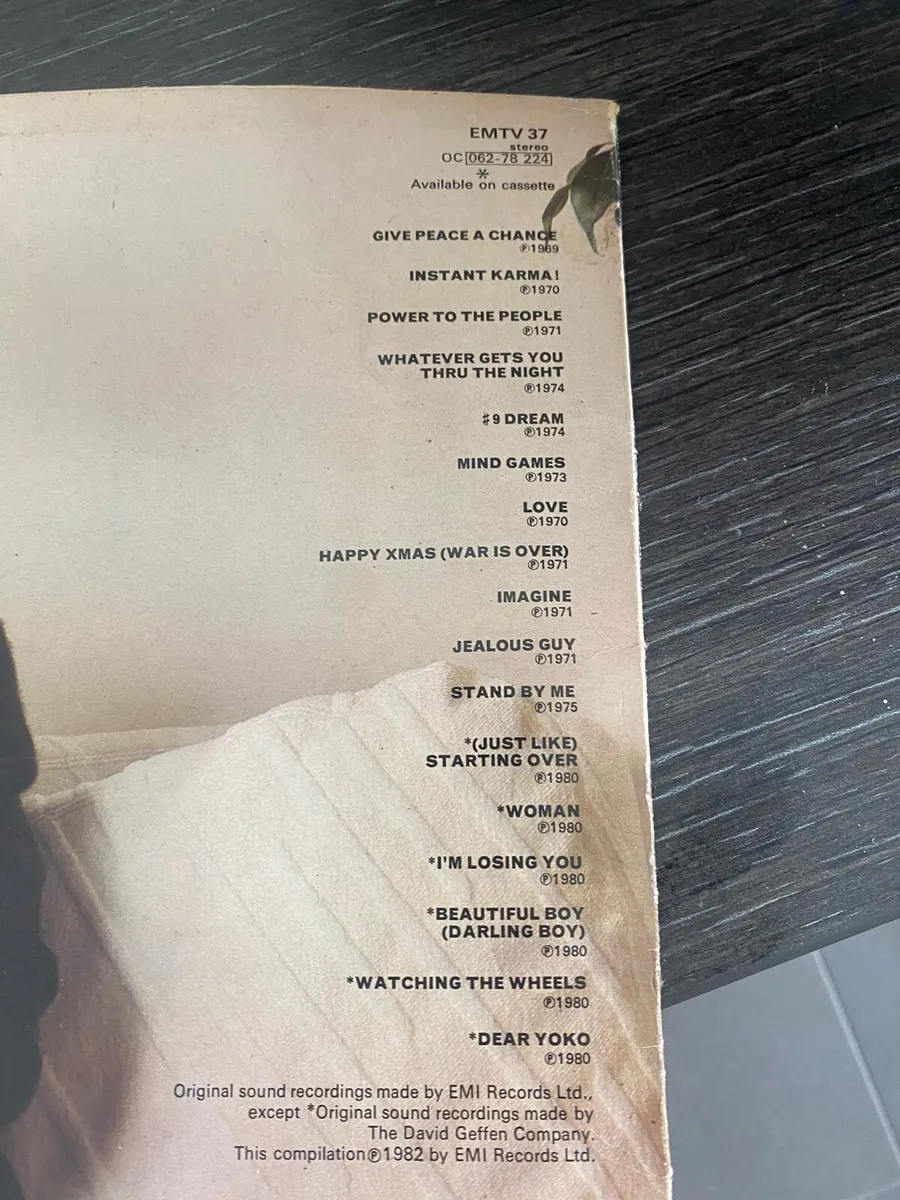 EMTV 37
stereo
OC 062-78 224
*
Available on cassette
GIVE PEACE A CHANCE
℗1969
INSTANT KARMA!
℗1970
POWER TO THE PEOPLE
℗1971
WHATEVER GETS YOU
THRU THE NIGHT
℗1974
♯9 DREAM
℗1974
MIND GAMES
℗1973
LOVE
℗1970
HAPPY XMAS (WAR IS OVER)
℗1971
IMAGINE
℗1971
JEALOUS GUY
℗1971
STAND BY ME
℗1975
*(JUST LIKE)
STARTING OVER
℗1980
*WOMAN
℗1980
*I'M LOSING YOU
℗1980
*BEAUTIFUL BOY
(DARLING BOY)
℗1980
*WATCHING THE WHEELS
℗1980
*DEAR YOKO
℗1980
Original sound recordings made by EMI Records Ltd.,
except *Original sound recordings made by
The David Geffen Company.
This compilation℗1982 by EMI Records Ltd.